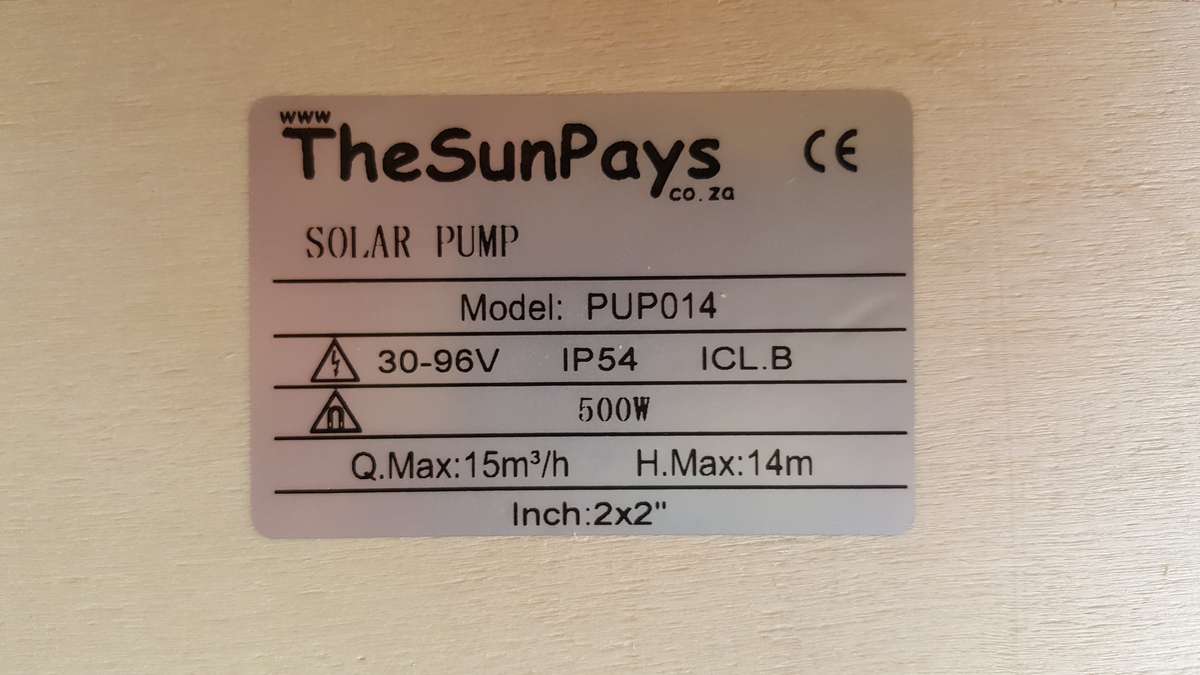 www
TheSunPays
co.za
CE
SOLAR PUMP
Model: PUP014
30-96V IP54 ICL.B
500W
Q.Max:15m³/h H.Max:14m
Inch:2x2"